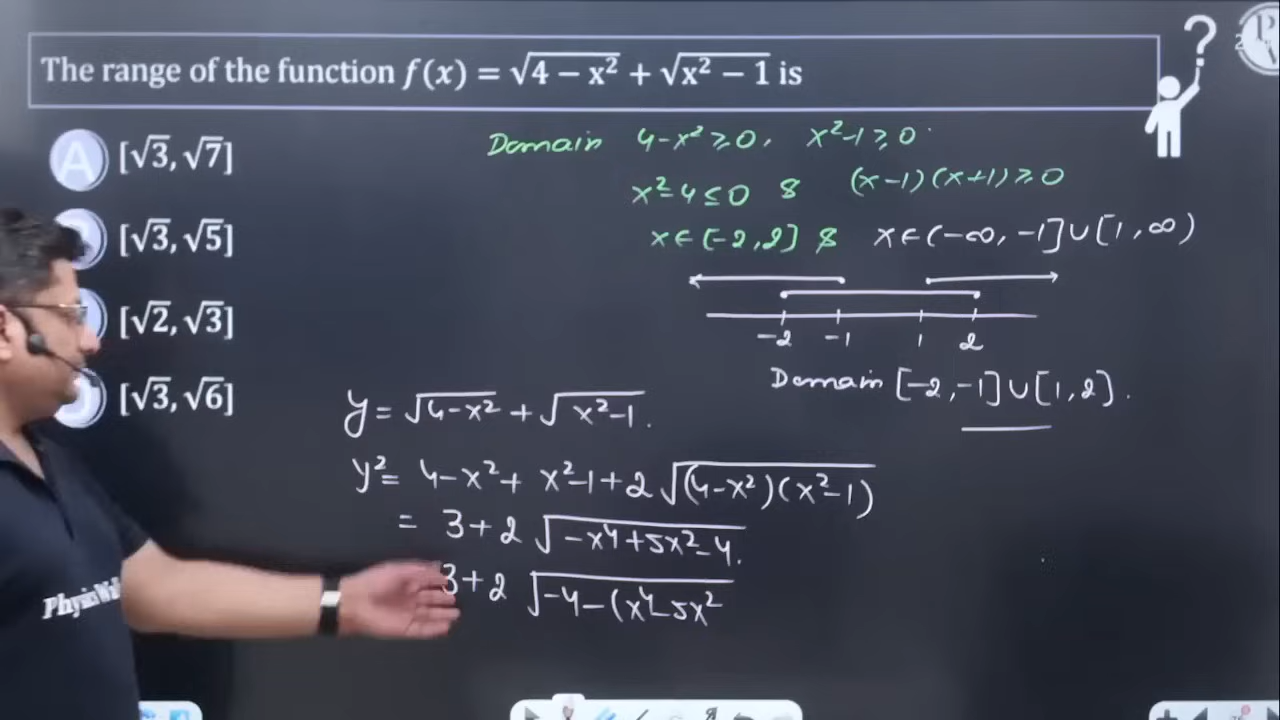 The range of the function f(x) = √4 − x² + √x² − 1 is
A [√3, √7]
[√3, √5]
[√2, √3]
[√3, √6]
Domain 4-x² ≥ 0, x²-1 ≥ 0
x²-4 ≤ 0 & (x-1)(x+1) ≥ 0
x ∈ [-2, 2] & x ∈ (-∞, -1] ∪ [1, ∞)
-2 -1 1 2
Domain [-2, -1] ∪ [1, 2].
y = √4-x² + √x²-1.
y² = 4-x² + x²-1 + 2√(4-x²)(x²-1)
= 3+2√-x⁴+5x²-4.
3+2√-4-(x⁴-5x²